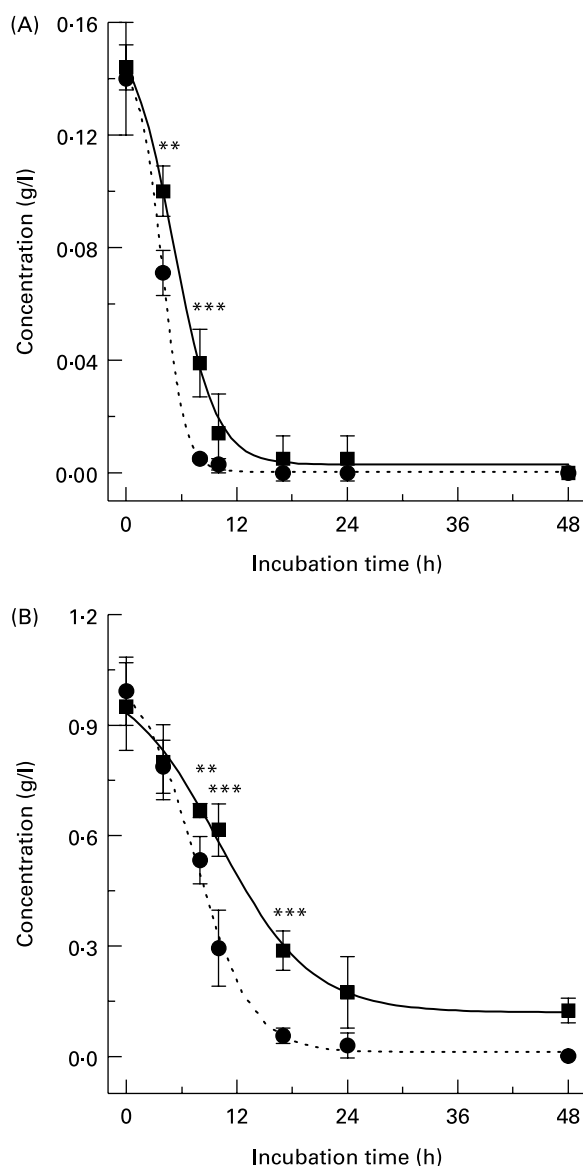 (A)
0·16
0·12
0·08
0·04
0·00
Concentration (g/l)
**
***
0 12 24 36 48
Incubation time (h)
(B)
1·2
0·9
0·6
0·3
0·0
Concentration (g/l)
**
***
***
0 12 24 36 48
Incubation time (h)